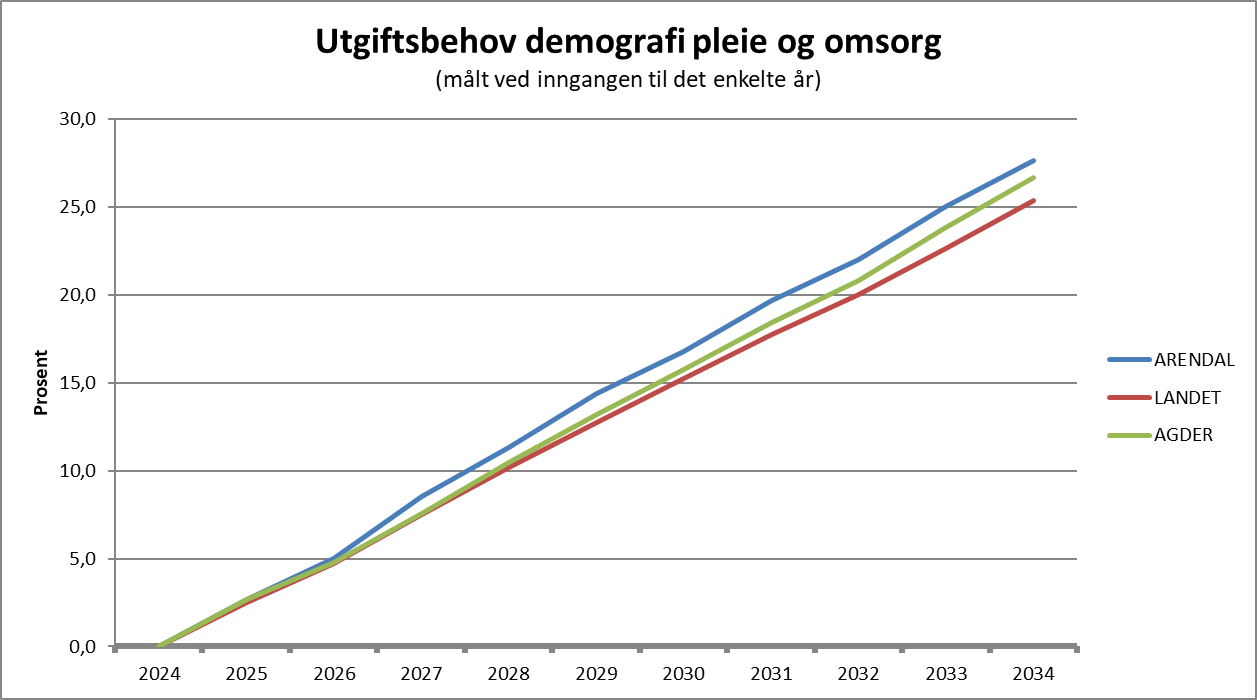 Utgiftsbehov demografi pleie og omsorg
(målt ved inngangen til det enkelte år)
30,0
25,0
20,0
15,0
10,0
5,0
0,0
Prosent
2024 2025 2026 2027 2028 2029 2030 2031 2032 2033 2034
ARENDAL
LANDET
AGDER